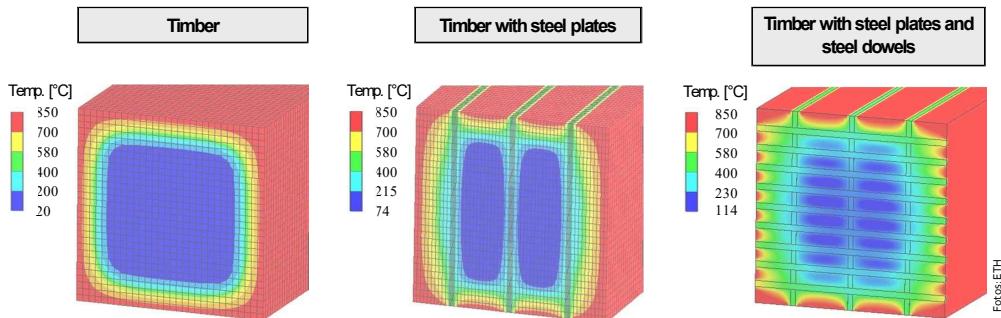 Timber
Timber with steel plates
Timber with steel plates and
steel dowels
Temp. [°C]
850
700
580
400
200
20
Temp. [°C]
850
700
580
400
215
74
Temp. [°C]
850
700
580
400
230
114
Fotos:ETH